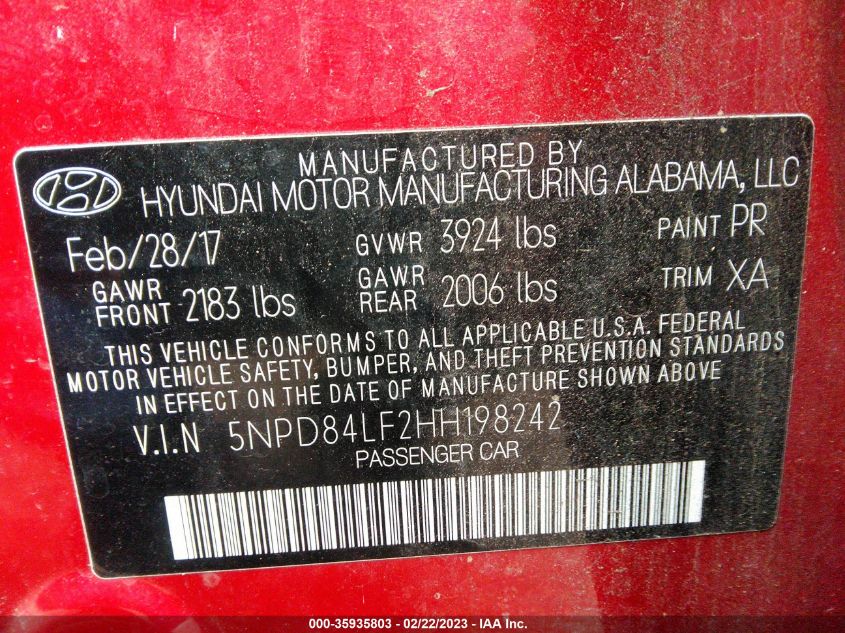 MANUFACTURED BY
HYUNDAI MOTOR MANUFACTURING ALABAMA, LLC
Feb/28/17 GVWR 3924 lbs PAINT PR
GAWR FRONT 2183 lbs GAWR REAR 2006 lbs TRIM XA
THIS VEHICLE CONFORMS TO ALL APPLICABLE U.S.A. FEDERAL
MOTOR VEHICLE SAFETY, BUMPER, AND THEFT PREVENTION STANDARDS
IN EFFECT ON THE DATE OF MANUFACTURE SHOWN ABOVE
V.I.N 5NPD84LF2HH198242
PASSENGER CAR
000-35935803 - 02/22/2023 - IAA Inc.